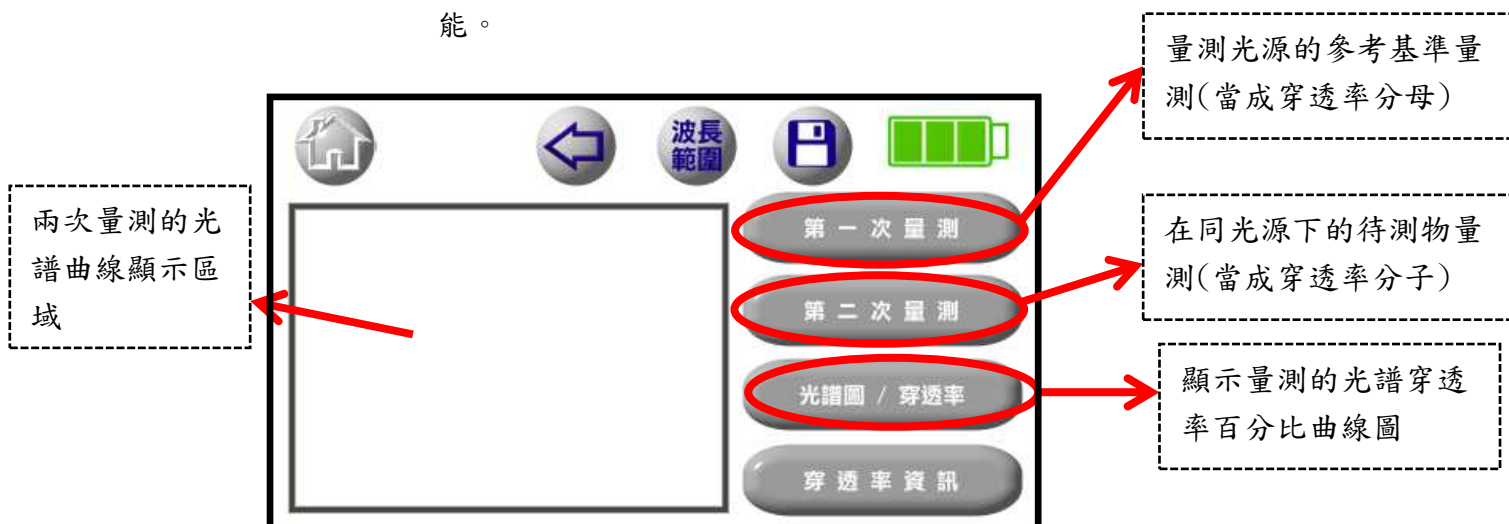 能。
量測光源的參考基準量
測(當成穿透率分母)
波長
範圍
兩次量測的光
譜曲線顯示區
域
第一次量測
在同光源下的待測物量
測(當成穿透率分子)
第二次量測
光譜圖 / 穿透率
顯示量測的光譜穿透
率百分比曲線圖
穿透率資訊